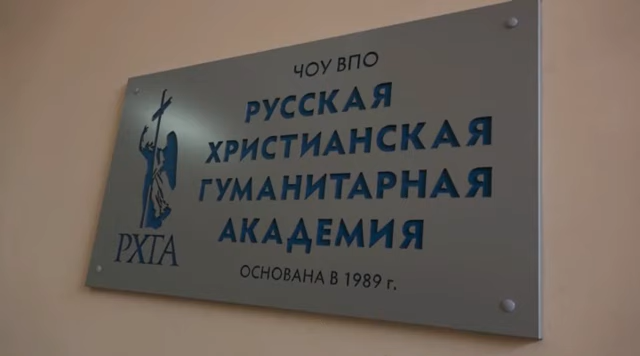 ЧОУ ВПО
РУССКАЯ
ХРИСТИАНСКАЯ
ГУМАНИТАРНАЯ
АКАДЕМИЯ
РХГА
ОСНОВАНА В 1989 г.